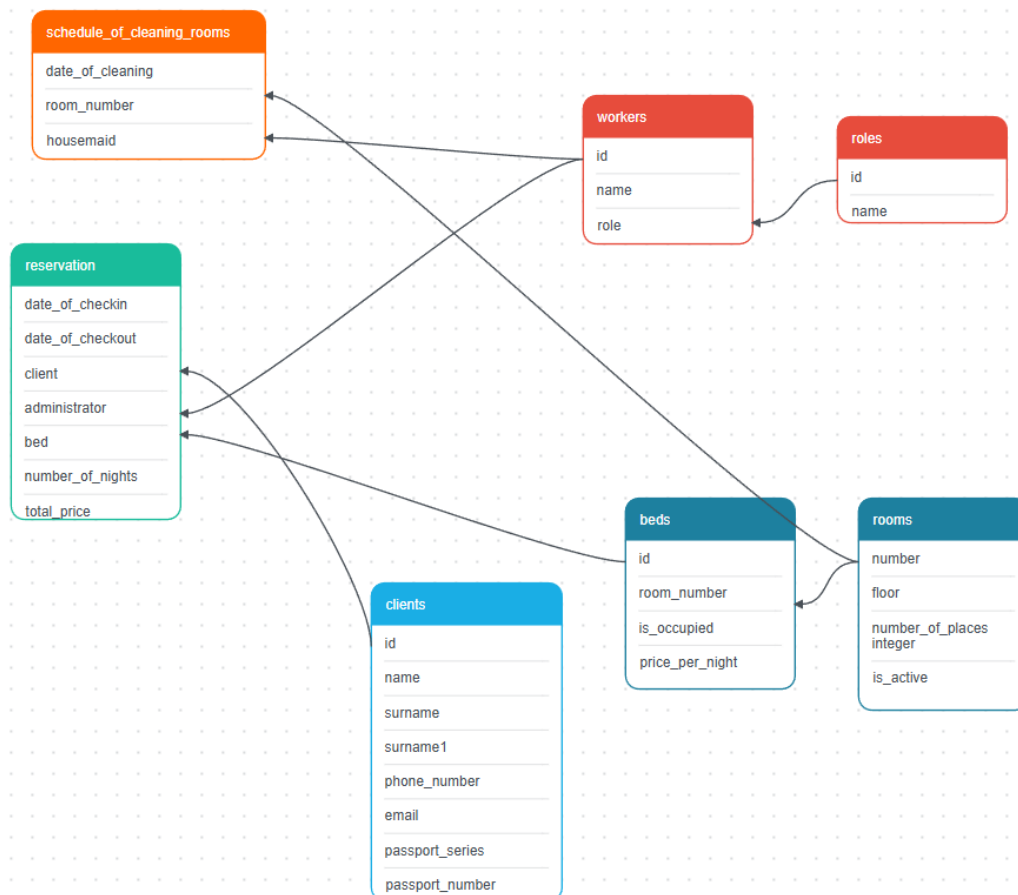 schedule_of_cleaning_rooms
date_of_cleaning
room_number
housemaid
workers
id
name
role
roles
id
name
reservation
date_of_checkin
date_of_checkout
client
administrator
bed
number_of_nights
total_price
beds
id
room_number
is_occupied
price_per_night
rooms
number
floor
number_of_places
integer
is_active
clients
id
name
surname
surname1
phone_number
email
passport_series
passport_number